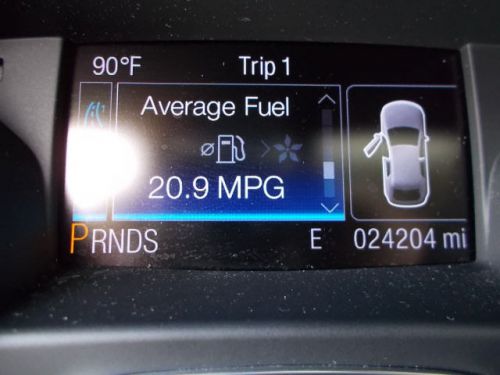 90°F Trip 1
Average Fuel
20.9 MPG
PRNDS E 024204 mi